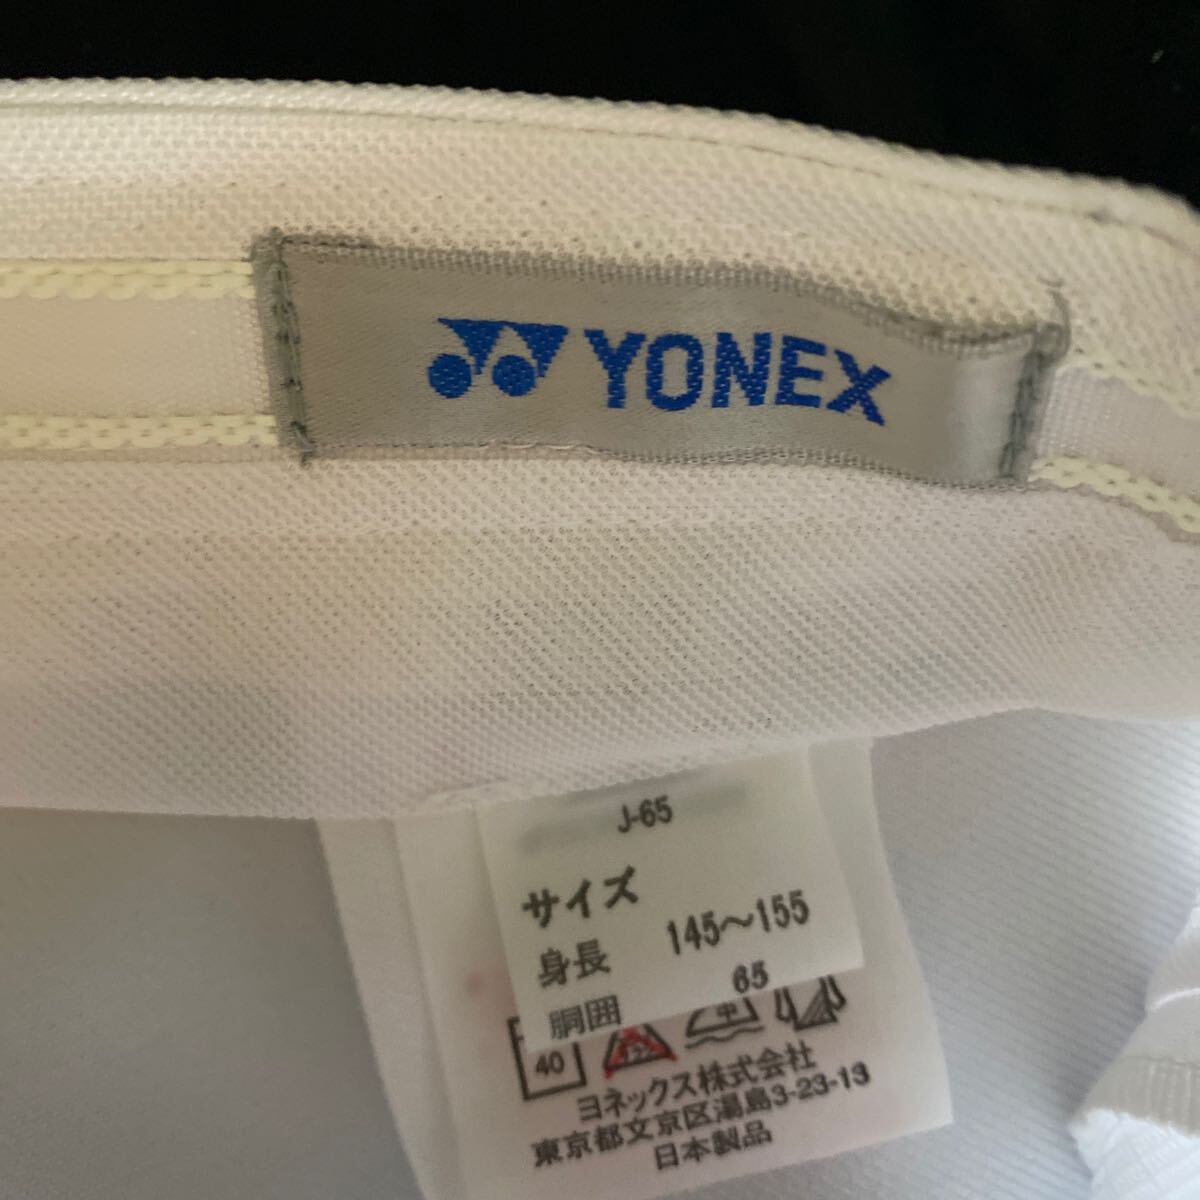 YONEX
J-65
サイズ
身長 145～155
胴囲 65
40
中
ヨネックス株式会社
東京都文京区湯島3-23-13
日本製品